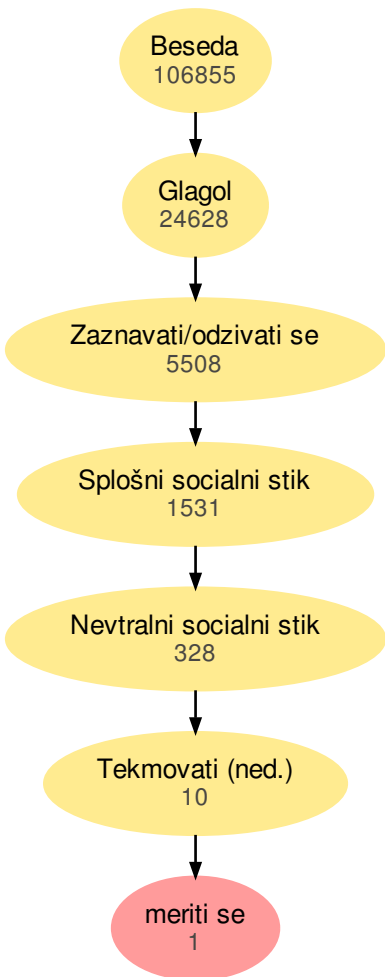 Beseda
106855
Glagol
24628
Zaznavati/odzivati se
5508
Splošni socialni stik
1531
Nevtralni socialni stik
328
Tekmovati (ned.)
10
meriti se
1